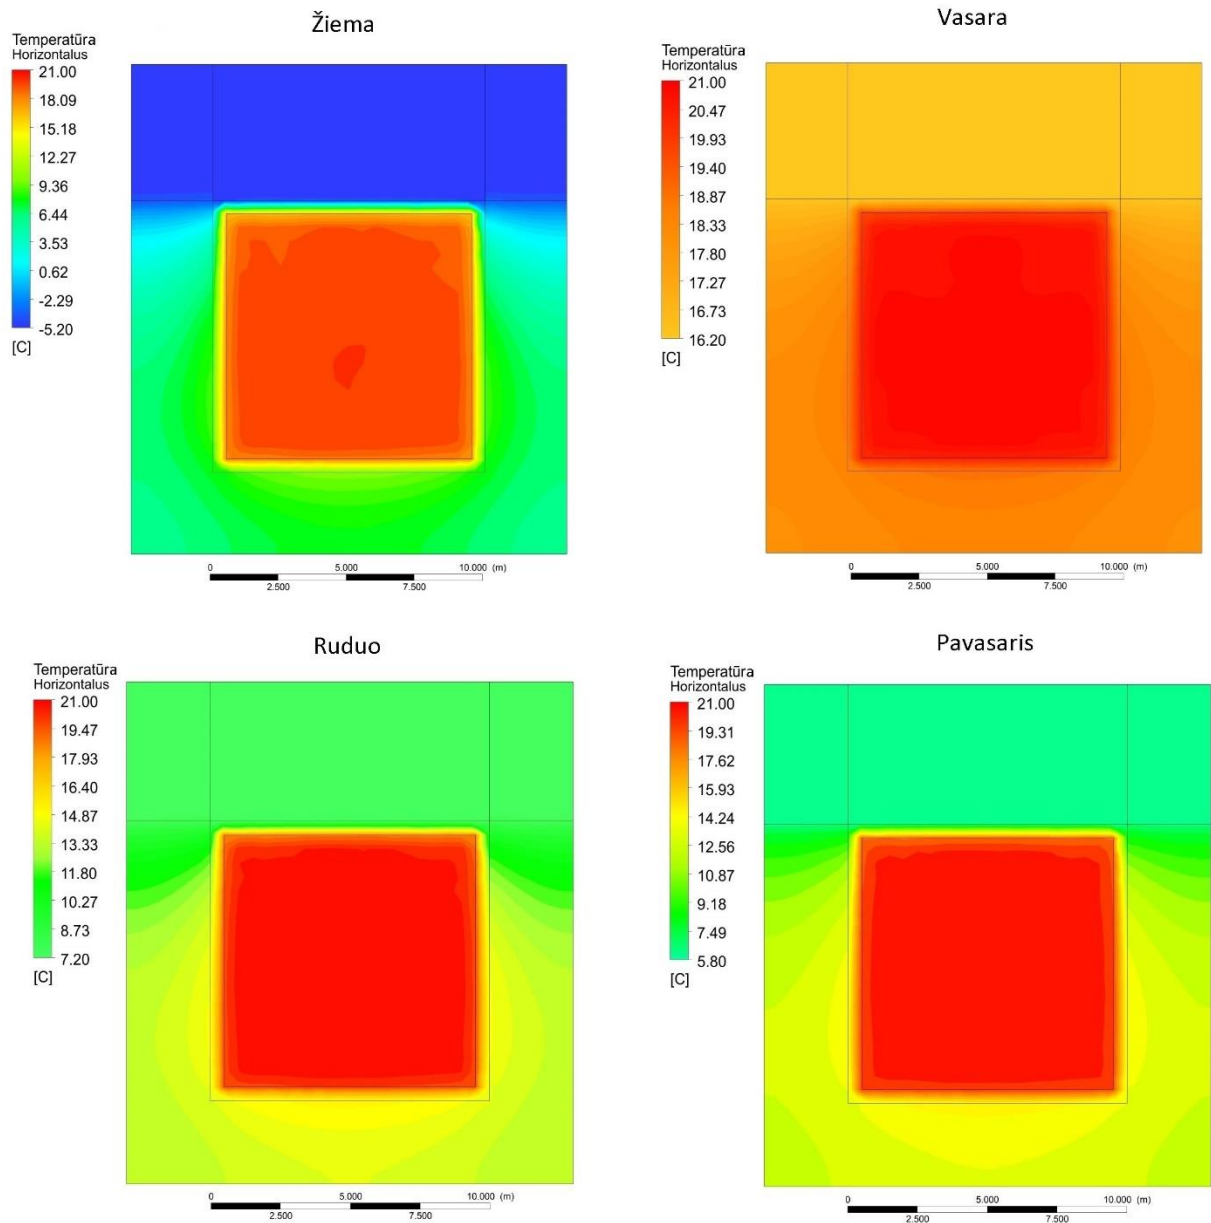 Žiema
Temperatūra
Horizontalus
21.00
18.09
15.18
12.27
9.36
6.44
3.53
0.62
-2.29
-5.20
[C]
0 5.000 10.000 (m)
2.500 7.500
Vasara
Temperatūra
Horizontalus
21.00
20.47
19.93
19.40
18.87
18.33
17.80
17.27
16.73
16.20
[C]
0 5.000 10.000 (m)
2.500 7.500
Ruduo
Temperatūra
Horizontalus
21.00
19.47
17.93
16.40
14.87
13.33
11.80
10.27
8.73
7.20
[C]
0 5.000 10.000 (m)
2.500 7.500
Pavasaris
Temperatūra
Horizontalus
21.00
19.31
17.62
15.93
14.24
12.56
10.87
9.18
7.49
5.80
[C]
0 5.000 10.000 (m)
2.500 7.500